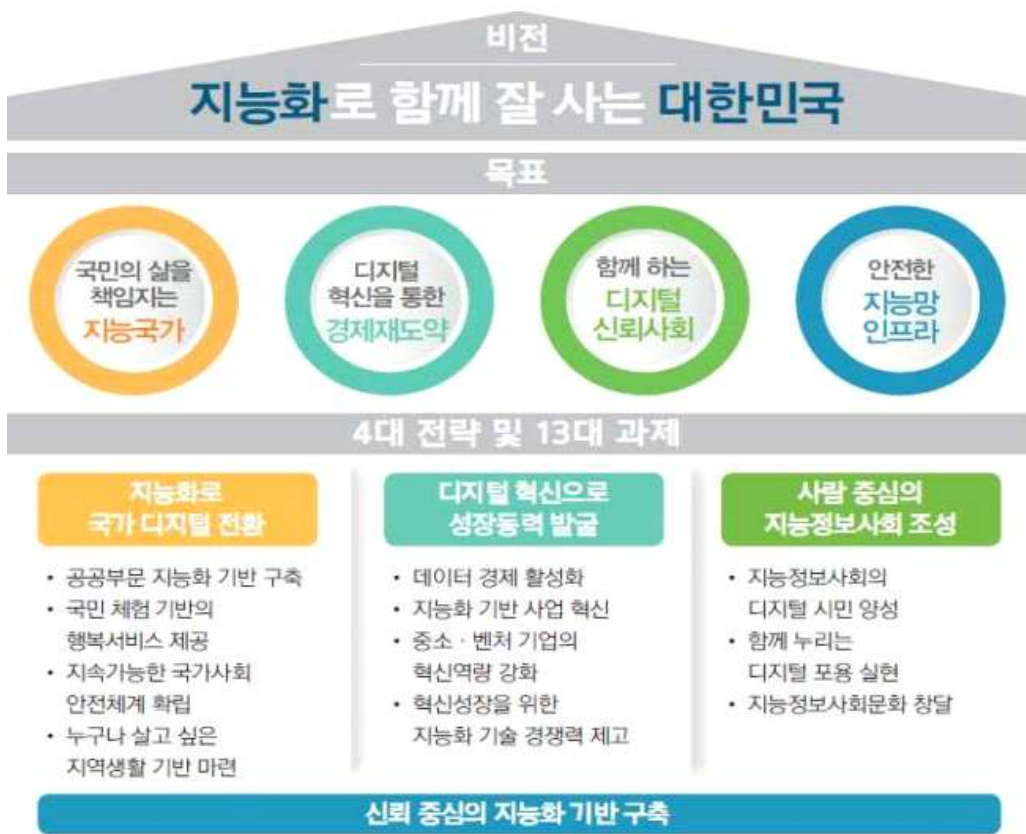 비전
지능화로 함께 잘 사는 대한민국
목표
국민의 삶을
책임지는
지능국가
디지털
혁신을 통한
경제재도약
함께 하는
디지털
신뢰사회
안전한
지능망
인프라
4대 전략 및 13대 과제
지능화로
국가 디지털 전환
• 공공부문 지능화 기반 구축
• 국민 체험 기반의
행복서비스 제공
• 지속가능한 국가사회
안전체계 확립
• 누구나 살고 싶은
지역생활 기반 마련
디지털 혁신으로
성장동력 발굴
• 데이터 경제 활성화
• 지능화 기반 사업 혁신
• 중소 · 벤처 기업의
혁신역량 강화
• 혁신성장을 위한
지능화 기술 경쟁력 제고
사람 중심의
지능정보사회 조성
• 지능정보사회의
디지털 시민 양성
• 함께 누리는
디지털 포용 실현
• 지능정보사회문화 창달
신뢰 중심의 지능화 기반 구축